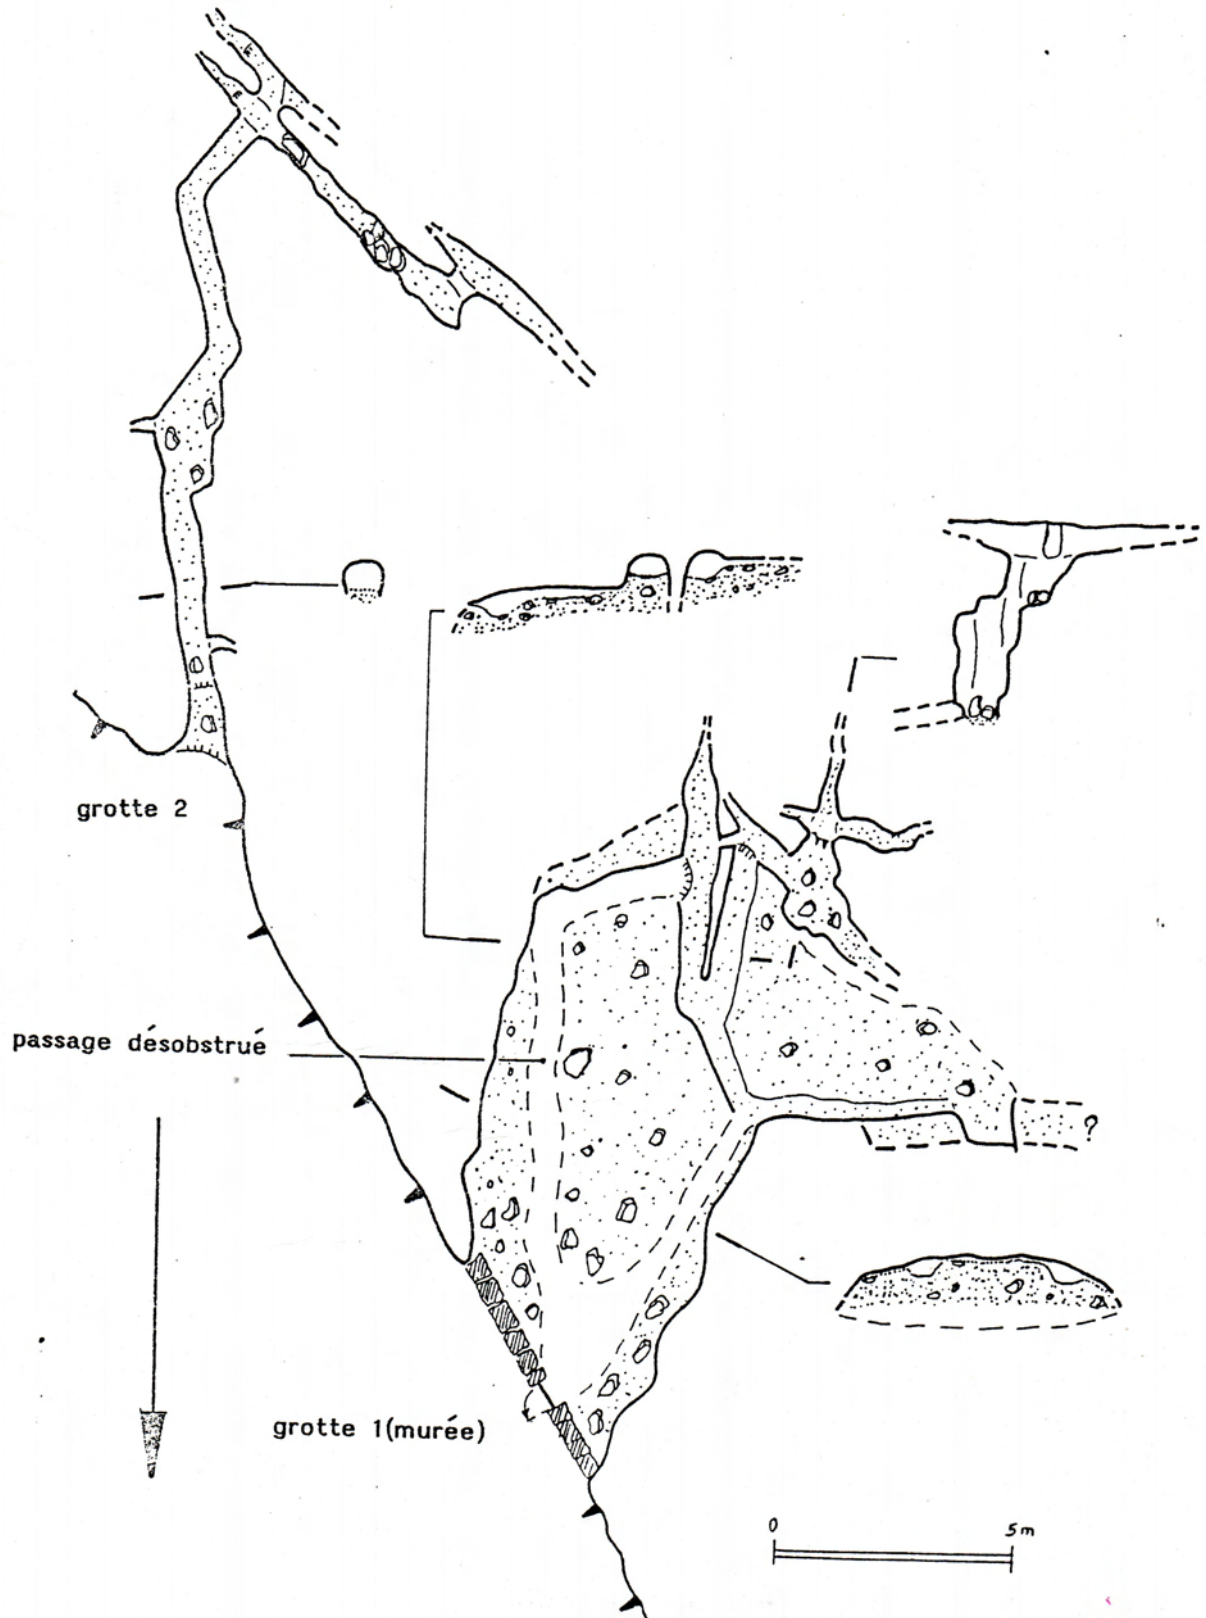 grotte 2
passage désobstrué
?
grotte 1(murée)
0 5m